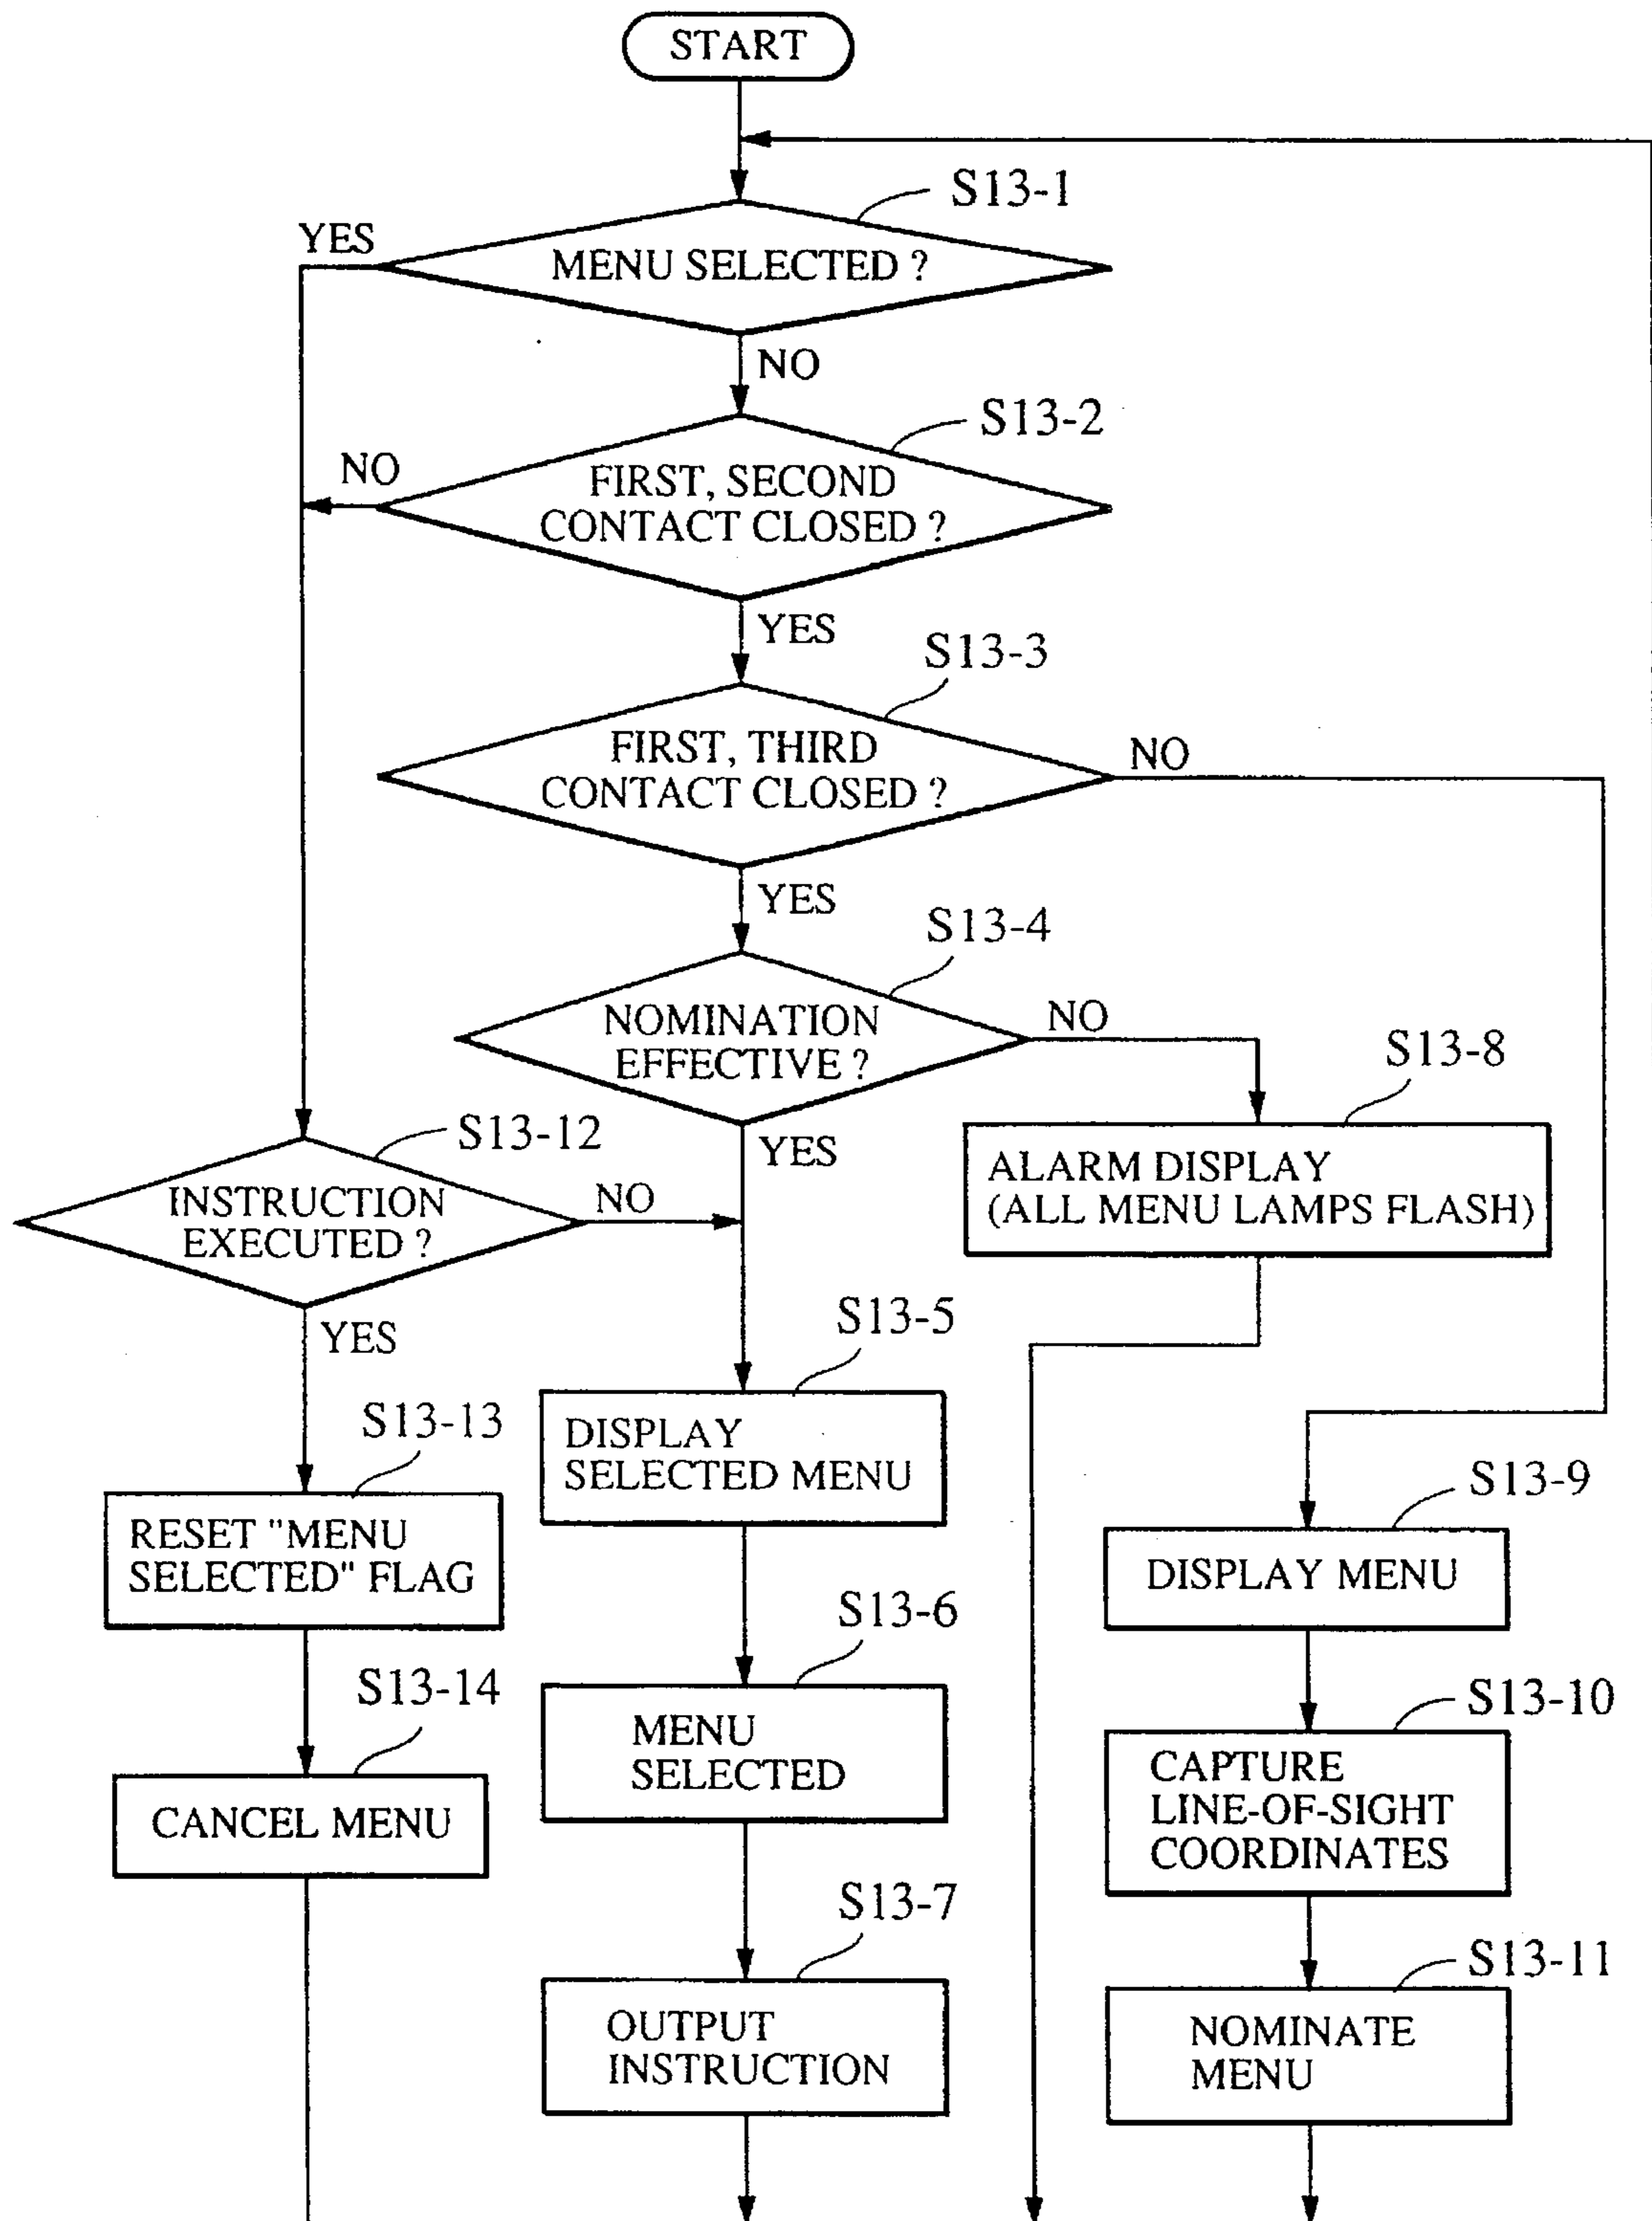 START
S13-1
YES
MENU SELECTED ?
NO
S13-2
NO
FIRST, SECOND
CONTACT CLOSED ?
YES
S13-3
FIRST, THIRD
CONTACT CLOSED ?
NO
YES
S13-4
NOMINATION
EFFECTIVE ?
NO
S13-8
YES
ALARM DISPLAY
(ALL MENU LAMPS FLASH)
S13-12
INSTRUCTION
EXECUTED ?
NO
YES
S13-5
DISPLAY
SELECTED MENU
S13-13
RESET "MENU
SELECTED" FLAG
S13-9
DISPLAY MENU
S13-6
MENU
SELECTED
S13-14
CANCEL MENU
S13-10
CAPTURE
LINE-OF-SIGHT
COORDINATES
S13-7
OUTPUT
INSTRUCTION
S13-11
NOMINATE
MENU